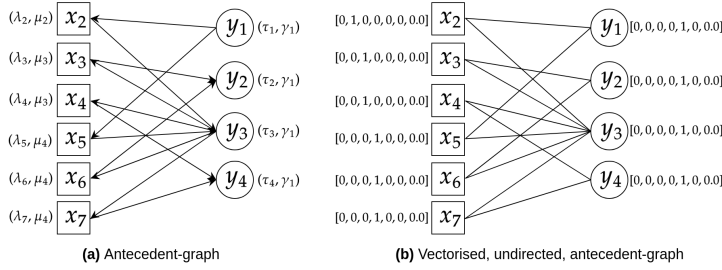 (λ₂, μ₂) x₂ y₁ (τ₁, γ₁)
(λ₃, μ₃) x₃ y₂ (τ₂, γ₁)
(λ₄, μ₃) x₄ y₃ (τ₃, γ₁)
(λ₅, μ₄) x₅ y₄ (τ₄, γ₁)
(λ₆, μ₄) x₆
(λ₇, μ₄) x₇
(a) Antecedent-graph
[0,1,0,0,0,0,0.0] x₂ y₁ [0,0,0,0,1,0,0.0]
[0,0,1,0,0,0,0.0] x₃ y₂ [0,0,0,0,1,0,0.0]
[0,0,1,0,0,0,0.0] x₄ y₃ [0,0,0,0,1,0,0.0]
[0,0,0,1,0,0,0.0] x₅ y₄ [0,0,0,0,1,0,0.0]
[0,0,0,1,0,0,0.0] x₆
[0,0,0,1,0,0,0.0] x₇
(b) Vectorised, undirected, antecedent-graph